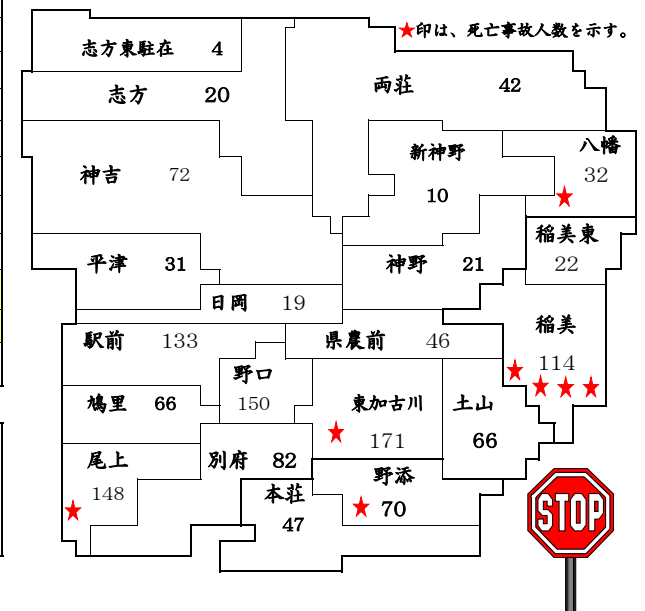 ★印は、死亡事故人数を示す。
志方東駐在 4
志方 20
両荘 42
新神野
10
八幡
32
神吉 72
稲美東
22
平津 31
神野 21
日岡 19
稲美
114
駅前 133
県農前 46
野口
150
鳩里 66
東加古川
171
土山
66
尾上
148
別府 82
野添
70
本荘
47
STOP